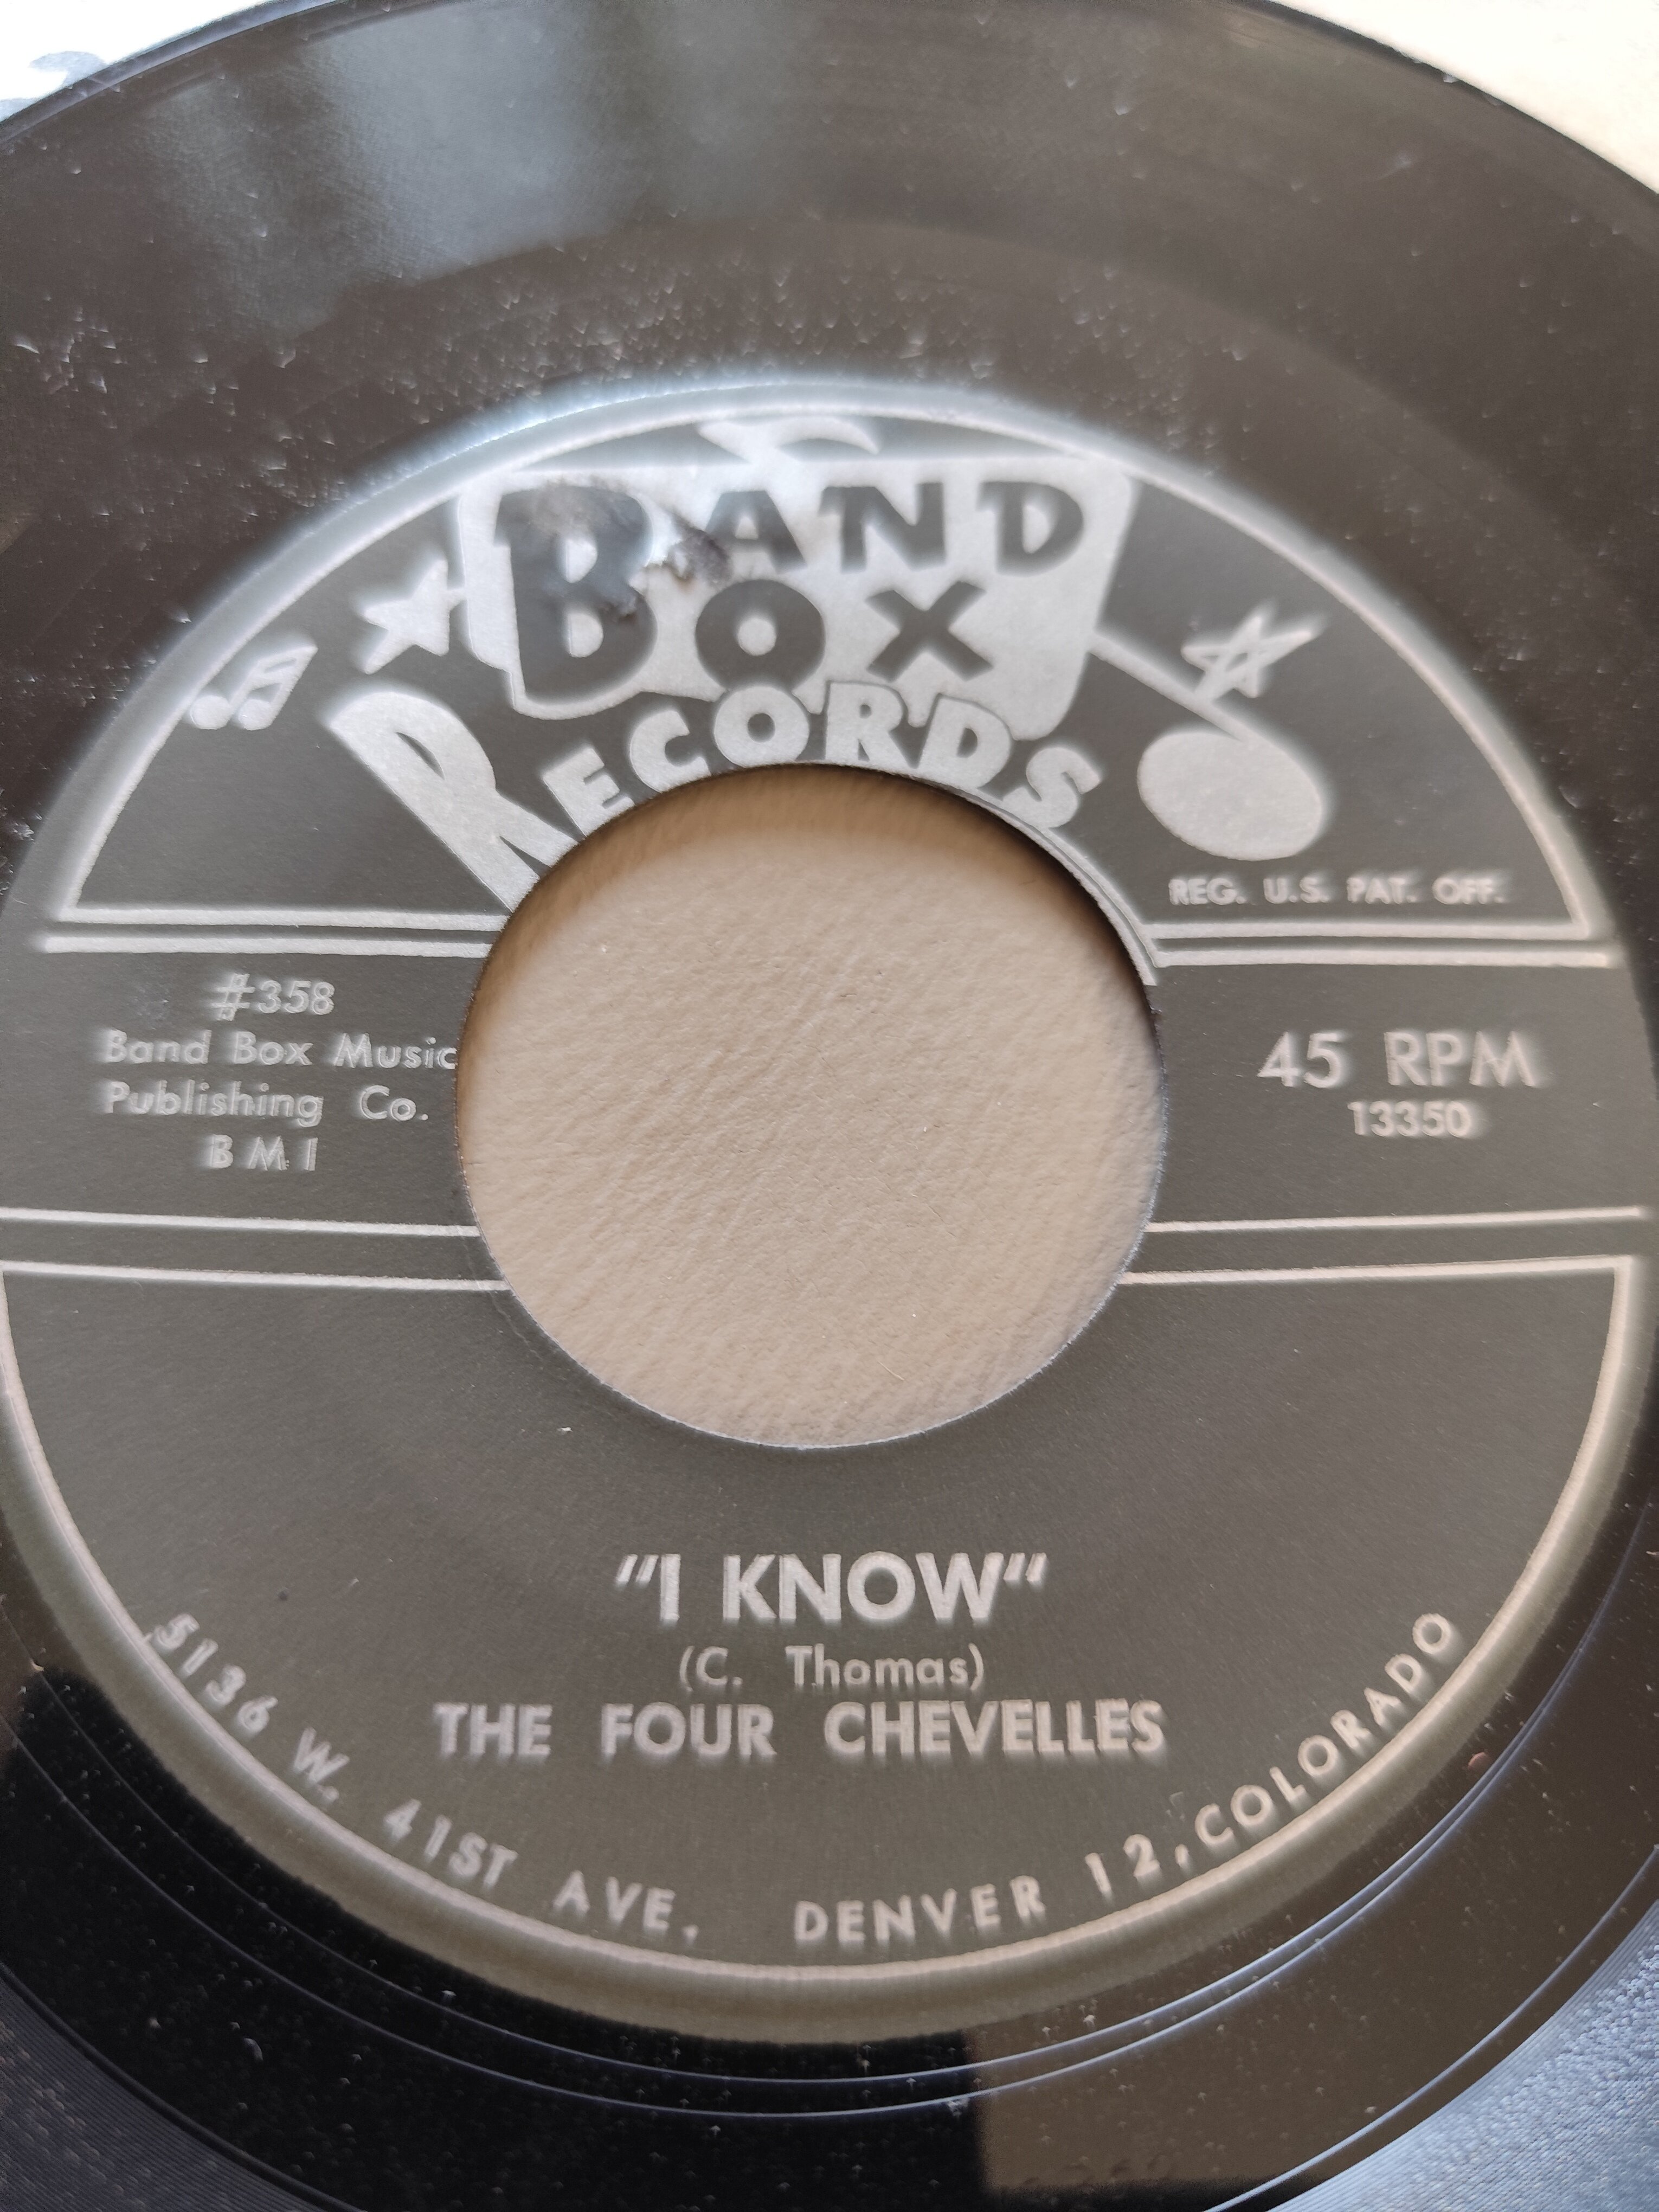 BAND
BOX
RECORDS
REG. U.S. PAT. OFF.
#358
Band Box Music
Publishing Co.
BMI
45 RPM
13350
"I KNOW"
(C. Thomas)
THE FOUR CHEVELLES
5136 W. 41ST AVE. DENVER 12, COLORADO